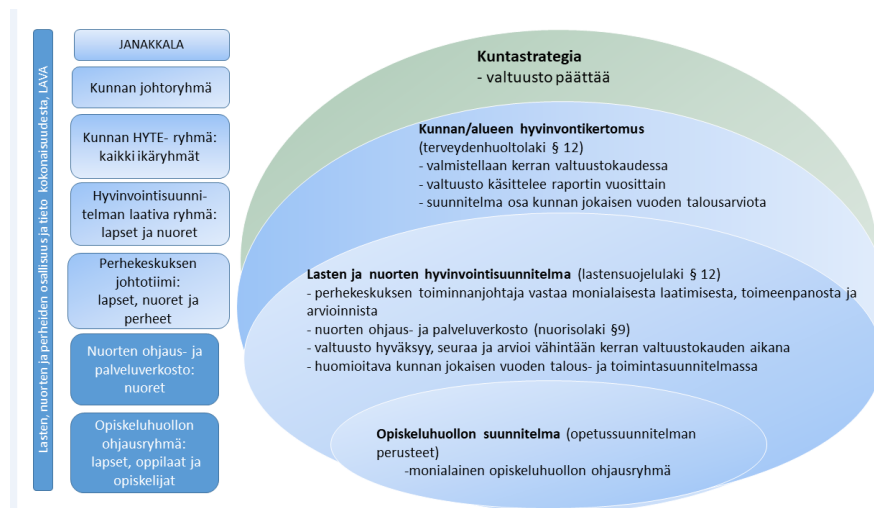 Lasten, nuorten ja perheiden osallisuus ja tieto kokonaisuudesta, LAVA
JANAKKALA
Kunnan johtoryhmä
Kunnan HYTE- ryhmä:
kaikki ikäryhmät
Hyvinvointisuunni-
telman laativa ryhmä:
lapset ja nuoret
Perhekeskuksen
johtotiimi:
lapset, nuoret ja
perheet
Nuorten ohjaus- ja
palveluverkosto:
nuoret
Opiskeluhuollon
ohjausryhmä:
lapset, oppilaat ja
opiskelijat
Kuntastrategia
- valtuusto päättää
Kunnan/alueen hyvinvontikertomus
(terveydenhuoltolaki § 12)
- valmistellaan kerran valtuustokaudessa
- valtuusto käsittelee raportin vuosittain
- suunnitelma osa kunnan jokaisen vuoden talousarviota
Lasten ja nuorten hyvinvointisuunnitelma (lastensuojelulaki § 12)
- perhekeskuksen toiminnanjohtaja vastaa monialaisesta laatimisesta, toimeenpanosta ja
arvioinnista
- nuorten ohjaus- ja palveluverkosto (nuorisolaki §9)
- valtuusto hyväksyy, seuraa ja arvioi vähintään kerran valtuustokauden aikana
- huomioitava kunnan jokaisen vuoden talous- ja toimintasuunnitelmassa
Opiskeluhuollon suunnitelma (opetussuunnitelman
perusteet)
-monialainen opiskeluhuollon ohjausryhmä